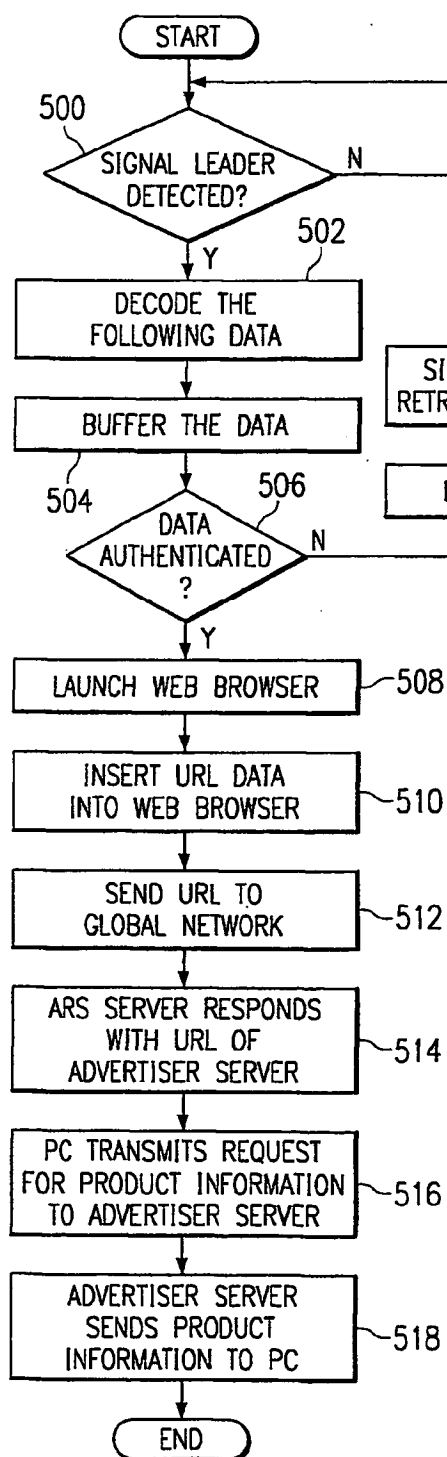 START
500
SIGNAL LEADER
DETECTED?
N
Y
502
DECODE THE
FOLLOWING DATA
BUFFER THE DATA
504
506
DATA
AUTHENTICATED
?
N
Y
LAUNCH WEB BROWSER
508
INSERT URL DATA
INTO WEB BROWSER
510
SEND URL TO
GLOBAL NETWORK
512
ARS SERVER RESPONDS
WITH URL OF
ADVERTISER SERVER
514
PC TRANSMITS REQUEST
FOR PRODUCT INFORMATION
TO ADVERTISER SERVER
516
ADVERTISER SERVER
SENDS PRODUCT
INFORMATION TO PC
518
END